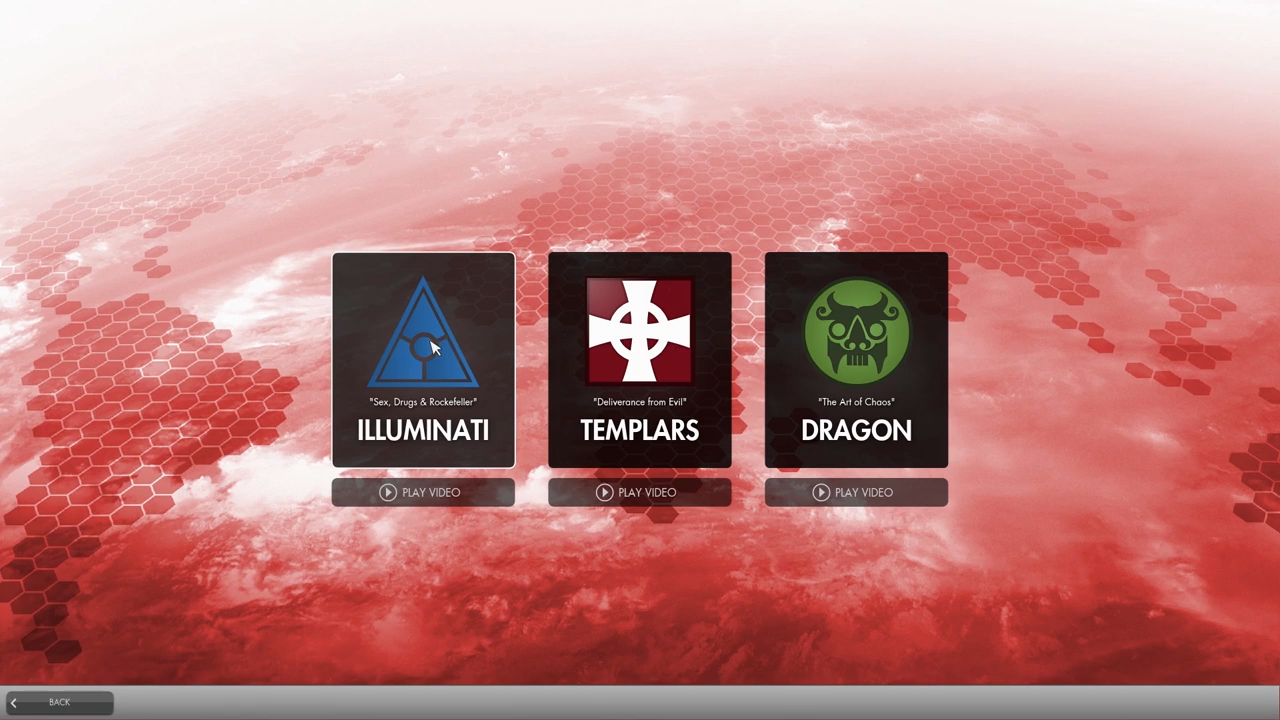 "Sex, Drugs & Rockefeller"
ILLUMINATI
PLAY VIDEO
"Deliverance from Evil"
TEMPLARS
PLAY VIDEO
"The Art of Chaos"
DRAGON
PLAY VIDEO
BACK